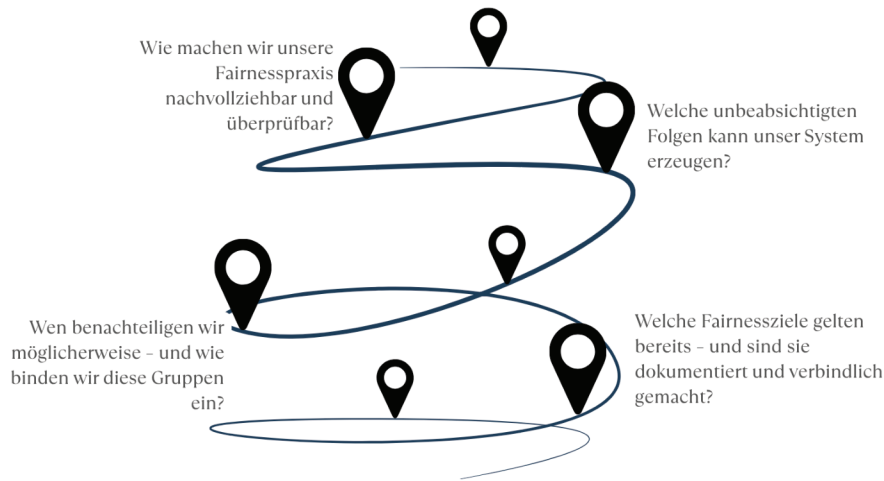 Wie machen wir unsere
Fairnesspraxis
nachvollziehbar und
überprüfbar?
Welche unbeabsichtigten
Folgen kann unser System
erzeugen?
Wen benachteiligen wir
möglicherweise – und wie
binden wir diese Gruppen
ein?
Welche Fairnessziele gelten
bereits – und sind sie
dokumentiert und verbindlich
gemacht?